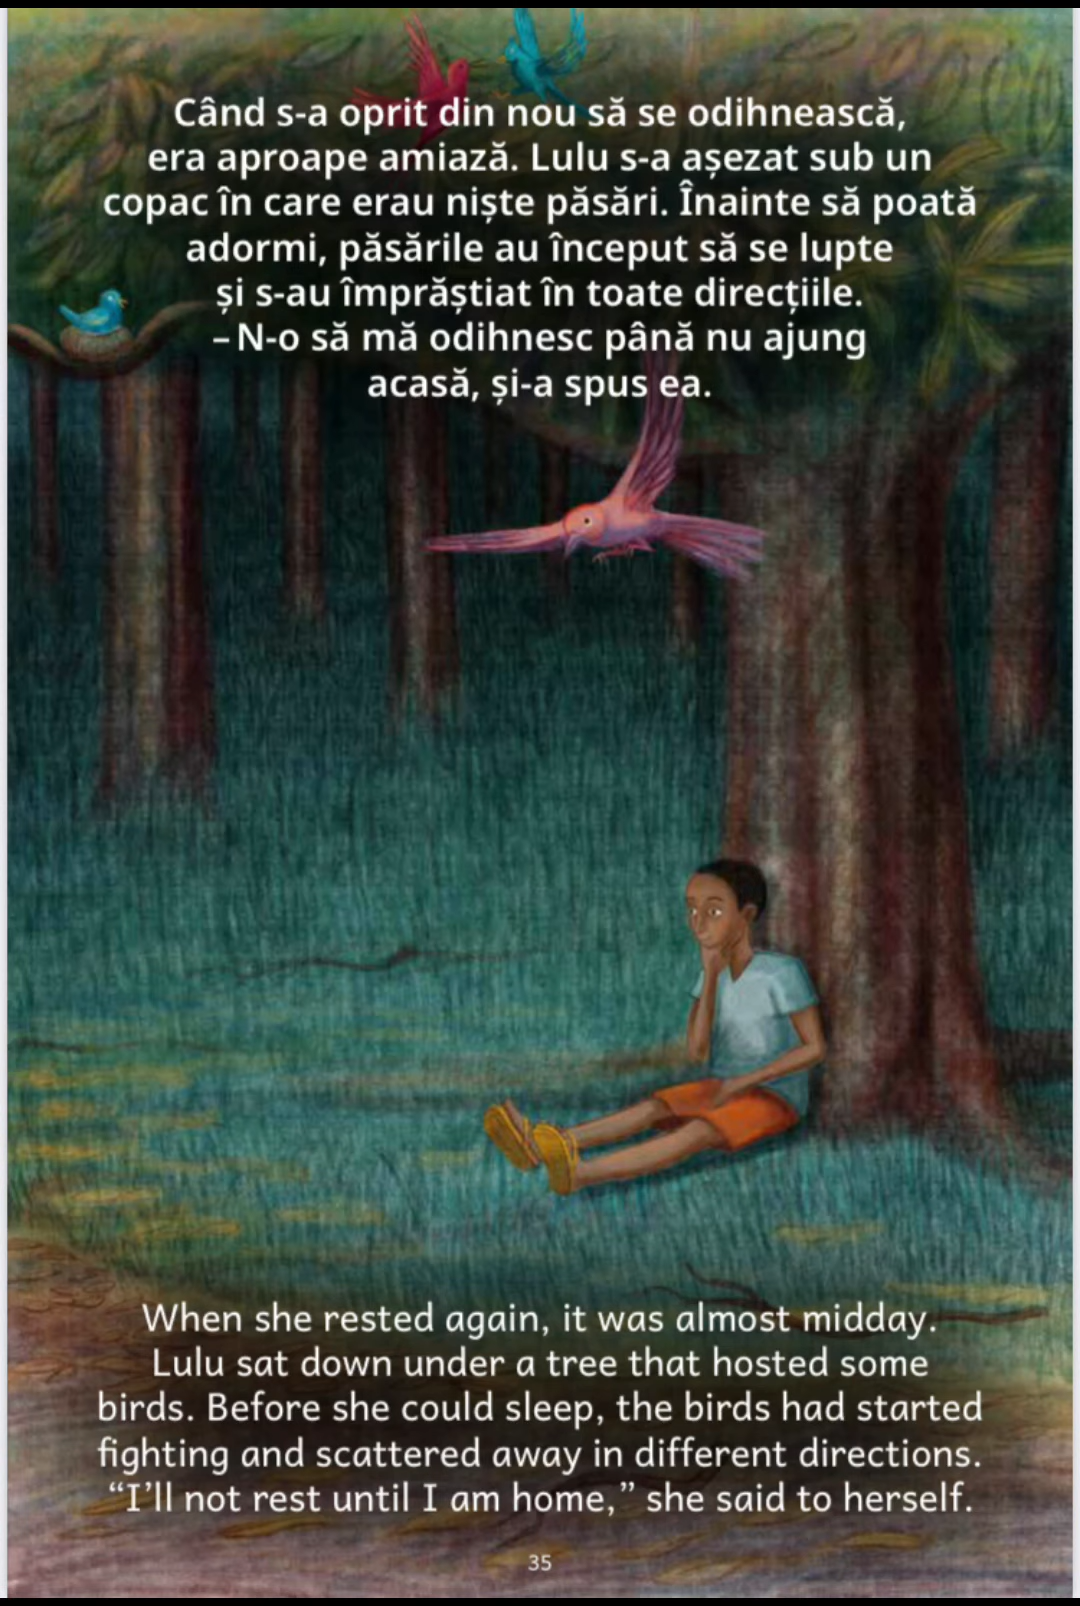 Când s-a oprit din nou să se odihnească,
era aproape amiază. Lulu s-a așezat sub un
copac în care erau niște păsări. Înainte să poată
adormi, păsările au început să se lupte
și s-au împrăștiat în toate direcțiile.
– N-o să mă odihnesc până nu ajung
acasă, și-a spus ea.
When she rested again, it was almost midday.
Lulu sat down under a tree that hosted some
birds. Before she could sleep, the birds had started
fighting and scattered away in different directions.
“I’ll not rest until I am home,” she said to herself.
35